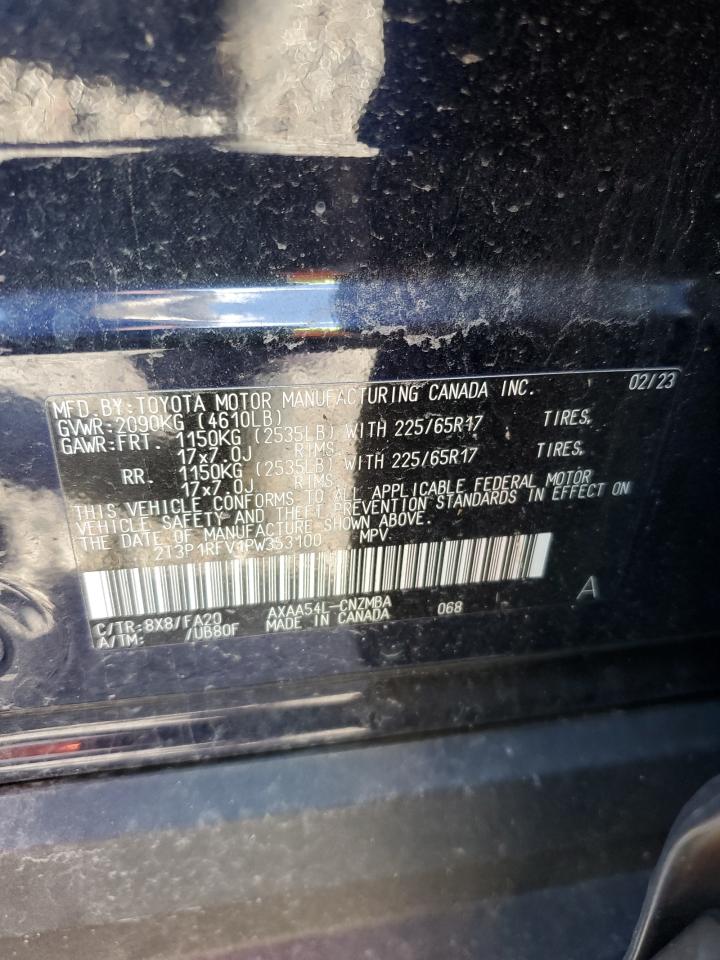 MFD.BY:TOYOTA MOTOR MANUFACTURING CANADA INC. 02/23
GVWR:2090KG (4610LB)
GAWR:FRT. 1150KG (2535LB) WITH 225/65R17 TIRES,
17x7.0J RIMS,
RR. 1150KG (2535LB) WITH 225/65R17 TIRES,
17x7.0J RIMS,
THIS VEHICLE CONFORMS TO ALL APPLICABLE FEDERAL MOTOR
VEHICLE SAFETY AND THEFT PREVENTION STANDARDS IN EFFECT ON
THE DATE OF MANUFACTURE SHOWN ABOVE.
2T3P1RFV1PW353100 MPV
A
C/TR:8X8/FA20 AXAA54L-CNZMBA 068
A/TM: /UB80F MADE IN CANADA